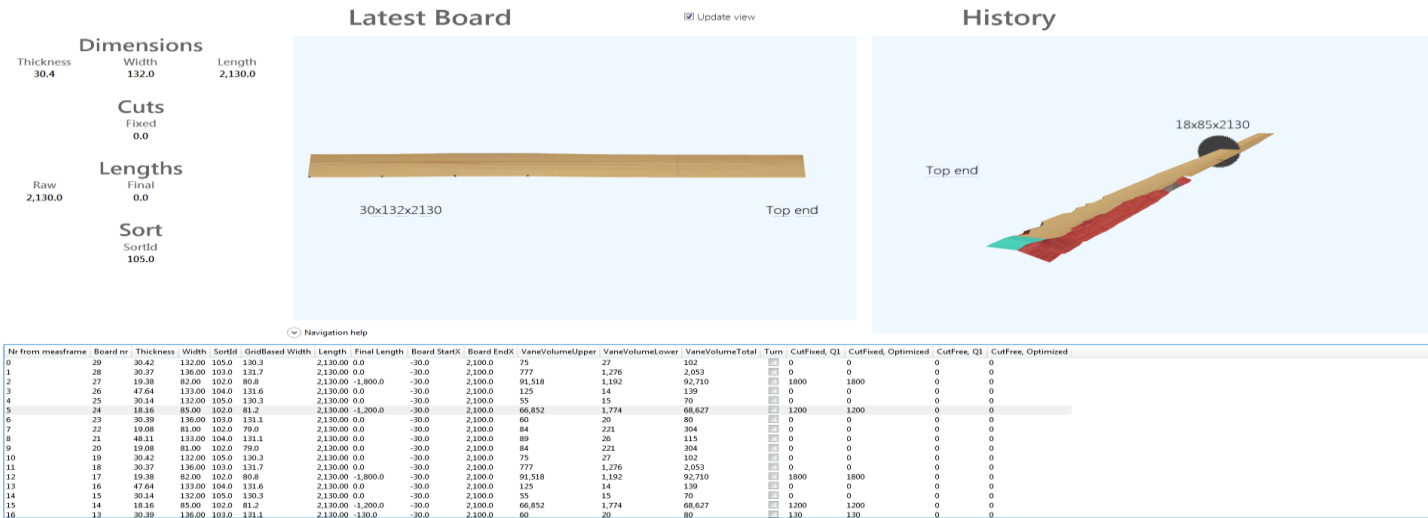 Latest Board
Update view
History
Dimensions
Thickness Width Length
30.4 132.0 2,130.0
Cuts
Fixed
0.0
Lengths
Raw Final
2,130.0 0.0
Sort
SortId
105.0
30x132x2130
Top end
18x85x2130
Top end
Navigation help
Nr from measframe Board nr Thickness Width SortId GridBased Width Length Final Length Board StartX Board EndX VaneVolumeUpper VaneVolumeLower VaneVolumeTotal Turn CutFixed, Q1 CutFixed, Optimized CutFree, Q1 CutFree, Optimized
0 29 30.42 132.00 105.0 130.3 2,130.00 0.0 -30.0 2,100.0 75 27 102 0 0 0 0
1 28 30.37 136.00 103.0 131.7 2,130.00 0.0 -30.0 2,100.0 777 1,276 2,053 0 0 0 0
2 27 19.38 82.00 102.0 80.8 2,130.00 -1,800.0 -30.0 2,100.0 91,518 1,192 92,710 1800 1800 0 0
3 26 47.64 133.00 104.0 131.6 2,130.00 0.0 -30.0 2,100.0 125 14 139 0 0 0 0
4 25 30.14 132.00 105.0 130.3 2,130.00 0.0 -30.0 2,100.0 55 15 70 0 0 0 0
5 24 18.16 85.00 102.0 81.2 2,130.00 -1,200.0 -30.0 2,100.0 66,852 1,774 68,627 1200 1200 0 0
6 23 30.39 136.00 103.0 131.1 2,130.00 0.0 -30.0 2,100.0 60 20 80 0 0 0 0
7 22 19.08 81.00 102.0 79.0 2,130.00 0.0 -30.0 2,100.0 84 221 304 0 0 0 0
8 21 48.11 133.00 104.0 131.1 2,130.00 0.0 -30.0 2,100.0 89 26 115 0 0 0 0
9 20 19.08 81.00 102.0 79.0 2,130.00 0.0 -30.0 2,100.0 84 221 304 0 0 0 0
10 19 30.42 132.00 105.0 130.3 2,130.00 0.0 -30.0 2,100.0 75 27 102 0 0 0 0
11 18 30.37 136.00 103.0 131.7 2,130.00 0.0 -30.0 2,100.0 777 1,276 2,053 0 0 0 0
12 17 19.38 82.00 102.0 80.8 2,130.00 -1,800.0 -30.0 2,100.0 91,518 1,192 92,710 1800 1800 0 0
13 16 47.64 133.00 104.0 131.6 2,130.00 0.0 -30.0 2,100.0 125 14 139 0 0 0 0
14 15 30.14 132.00 105.0 130.3 2,130.00 0.0 -30.0 2,100.0 55 15 70 0 0 0 0
15 14 18.16 85.00 102.0 81.2 2,130.00 -1,200.0 -30.0 2,100.0 66,852 1,774 68,627 1200 1200 0 0
16 13 30.39 136.00 103.0 131.1 2,130.00 -130.0 -30.0 2,100.0 60 20 80 130 130 0 0